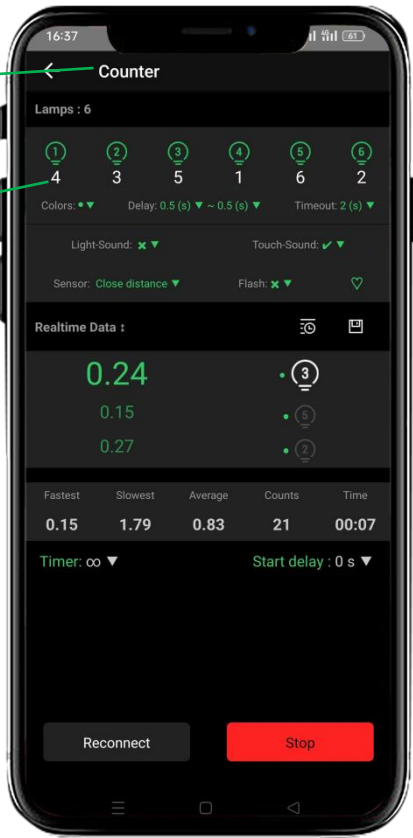 16:37 4G 61
Counter
Lamps : 6
1 2 3 4 5 6
4 3 5 1 6 2
Colors: ● ▼ Delay: 0.5 (s) ▼ ~ 0.5 (s) ▼ Timeout: 2 (s) ▼
Light-Sound: ✖ ▼ Touch-Sound: ✔ ▼
Sensor: Close distance ▼ Flash: ✖ ▼ ♡
Realtime Data ↕
0.24 3
0.15 5
0.27 2
Fastest Slowest Average Counts Time
0.15 1.79 0.83 21 00:07
Timer: ∞ ▼ Start delay : 0 s ▼
Reconnect Stop